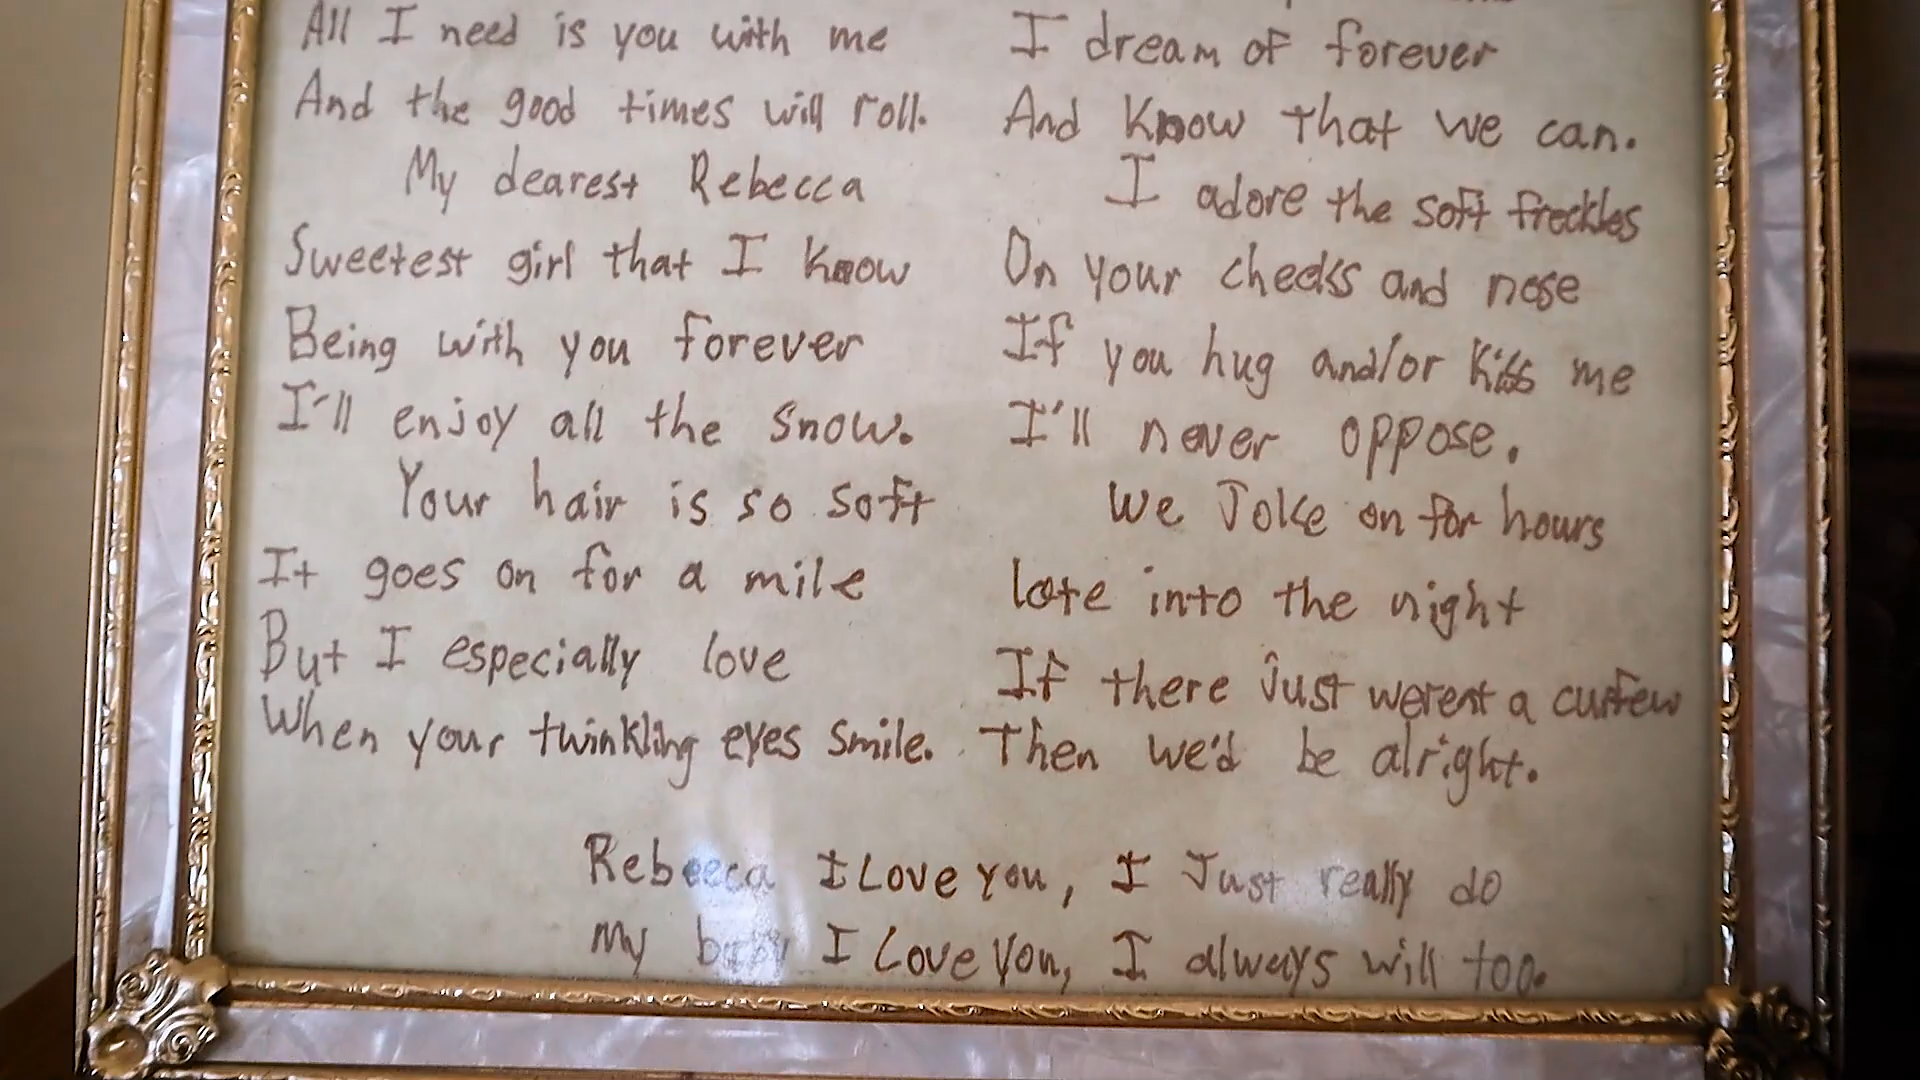 All I need is you with me
And the good times will roll.
My dearest Rebecca
Sweetest girl that I know
Being with you forever
I'll enjoy all the snow.
Your hair is so soft
It goes on for a mile
But I especially love
When your twinkling eyes smile.
I dream of forever
And know that we can.
I adore the soft freckles
On your cheeks and nose
If you hug and/or kiss me
I'll never oppose.
We Joke on for hours
late into the night
If there just werent a curfew
Then we'd be alright.
Rebecca I Love you, I Just really do
My baby I Love You, I always will too.